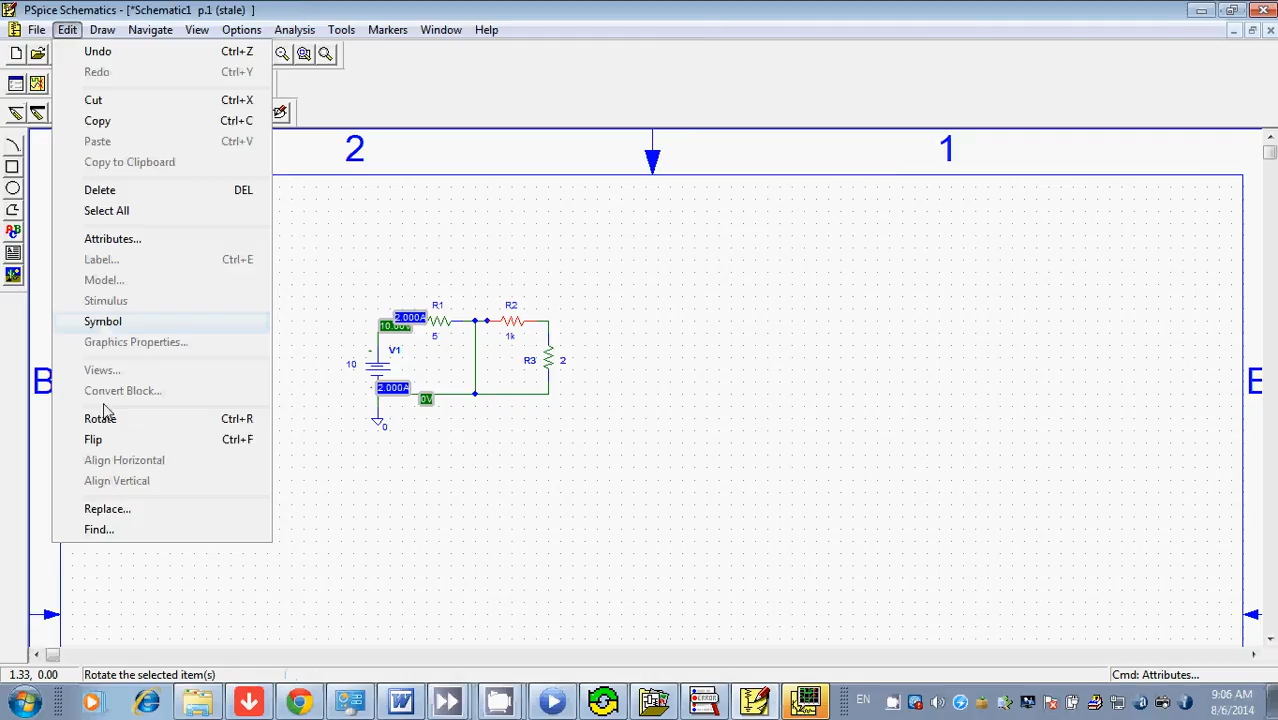 PSpice Schematics - [*Schematic1 p.1 (stale) ]
File Edit Draw Navigate View Options Analysis Tools Markers Window Help
Undo Ctrl+Z
Redo Ctrl+Y
Cut Ctrl+X
Copy Ctrl+C
Paste Ctrl+V
Copy to Clipboard
Delete DEL
Select All
Attributes...
Label... Ctrl+E
Model...
Stimulus
Symbol
Graphics Properties...
Views...
Convert Block...
Rotate Ctrl+R
Flip Ctrl+F
Align Horizontal
Align Vertical
Replace...
Find...
2 1
B B
R1 R2
2.000A
5 1k
V1
10
R3 2
2.000A
0V
0
1.33, 0.00 Rotate the selected item(s) Cmd: Attributes...
EN
9:06 AM
8/6/2014